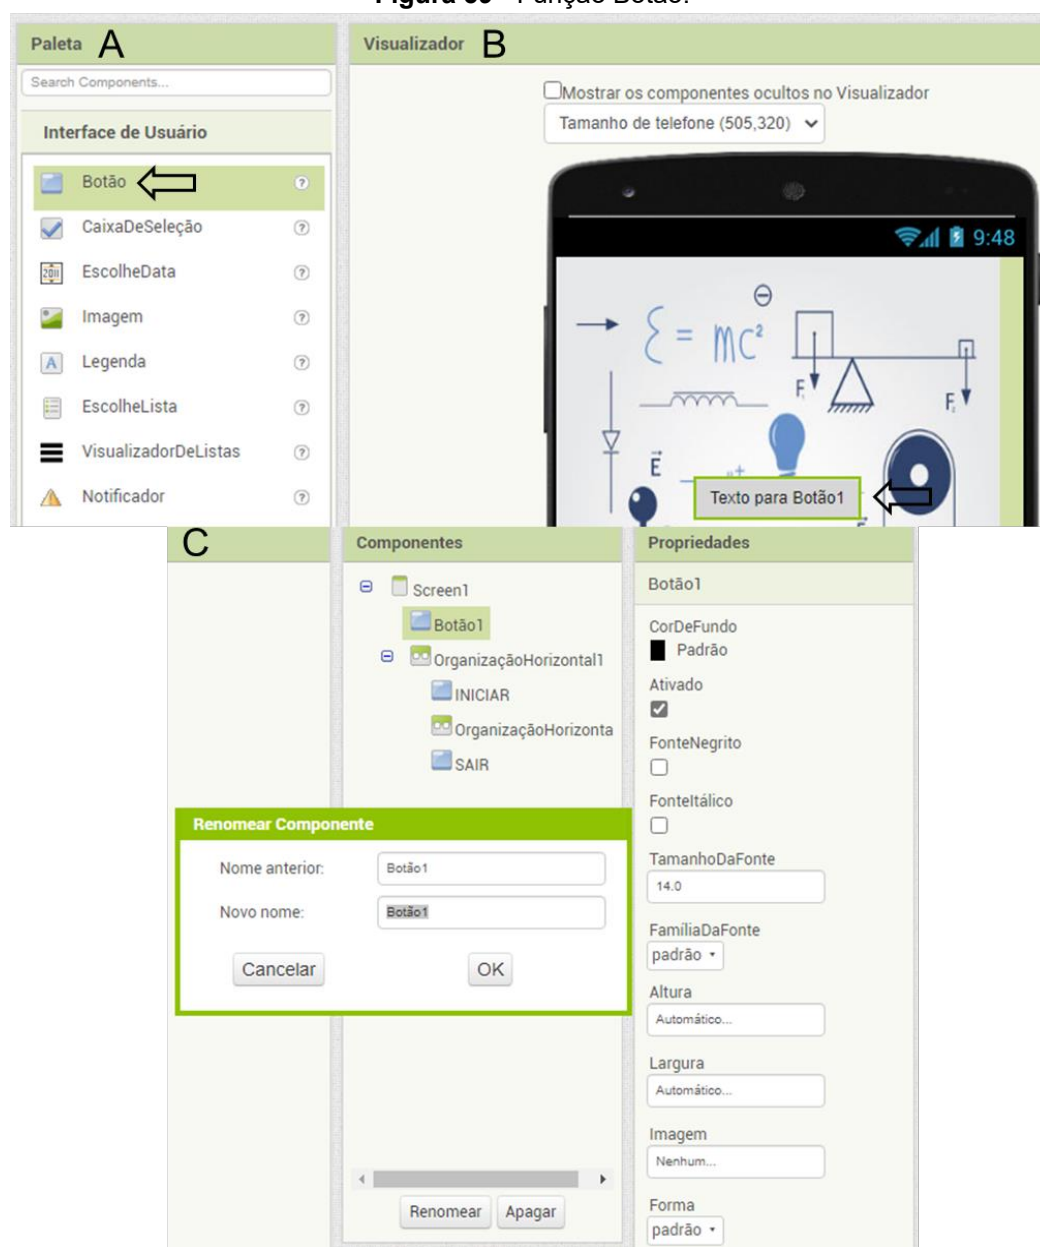 Paleta A
Search Components...
Interface de Usuário
Botão
CaixaDeSeleção
EscolheData
Imagem
Legenda
EscolheLista
VisualizadorDeListas
Notificador
Visualizador B
Mostrar os componentes ocultos no Visualizador
Tamanho de telefone (505,320)
9:48
Ɛ = mc²
F₁
F₂
E
Texto para Botão1
C
Componentes
Screen1
Botão1
OrganizaçãoHorizontal1
INICIAR
OrganizaçãoHorizonta
SAIR
Renomear Componente
Nome anterior: Botão1
Novo nome: Botão1
Cancelar OK
Renomear Apagar
Propriedades
Botão1
CorDeFundo
Padrão
Ativado
FonteNegrito
FonteItálico
TamanhoDaFonte
14.0
FamíliaDaFonte
padrão
Altura
Automático...
Largura
Automático...
Imagem
Nenhum...
Forma
padrão